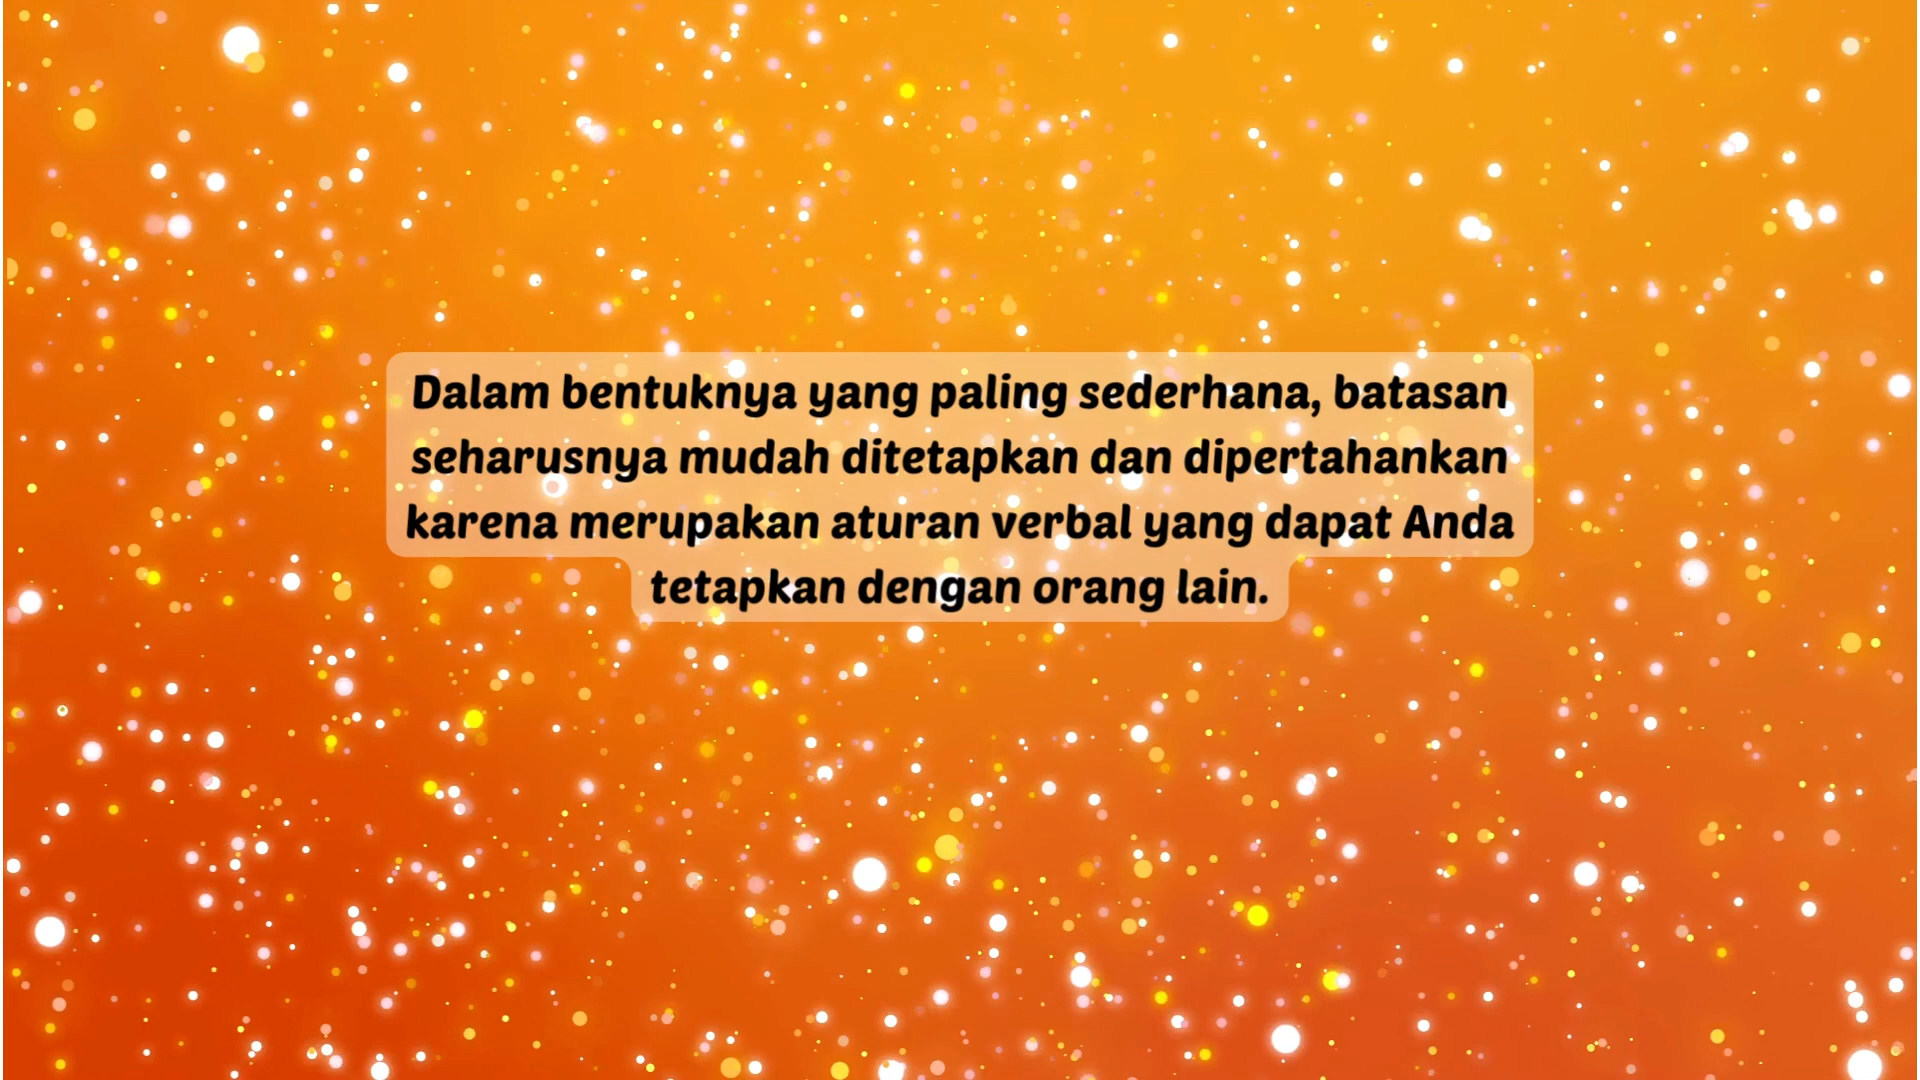 Dalam bentuknya yang paling sederhana, batasan
seharusnya mudah ditetapkan dan dipertahankan
karena merupakan aturan verbal yang dapat Anda
tetapkan dengan orang lain.